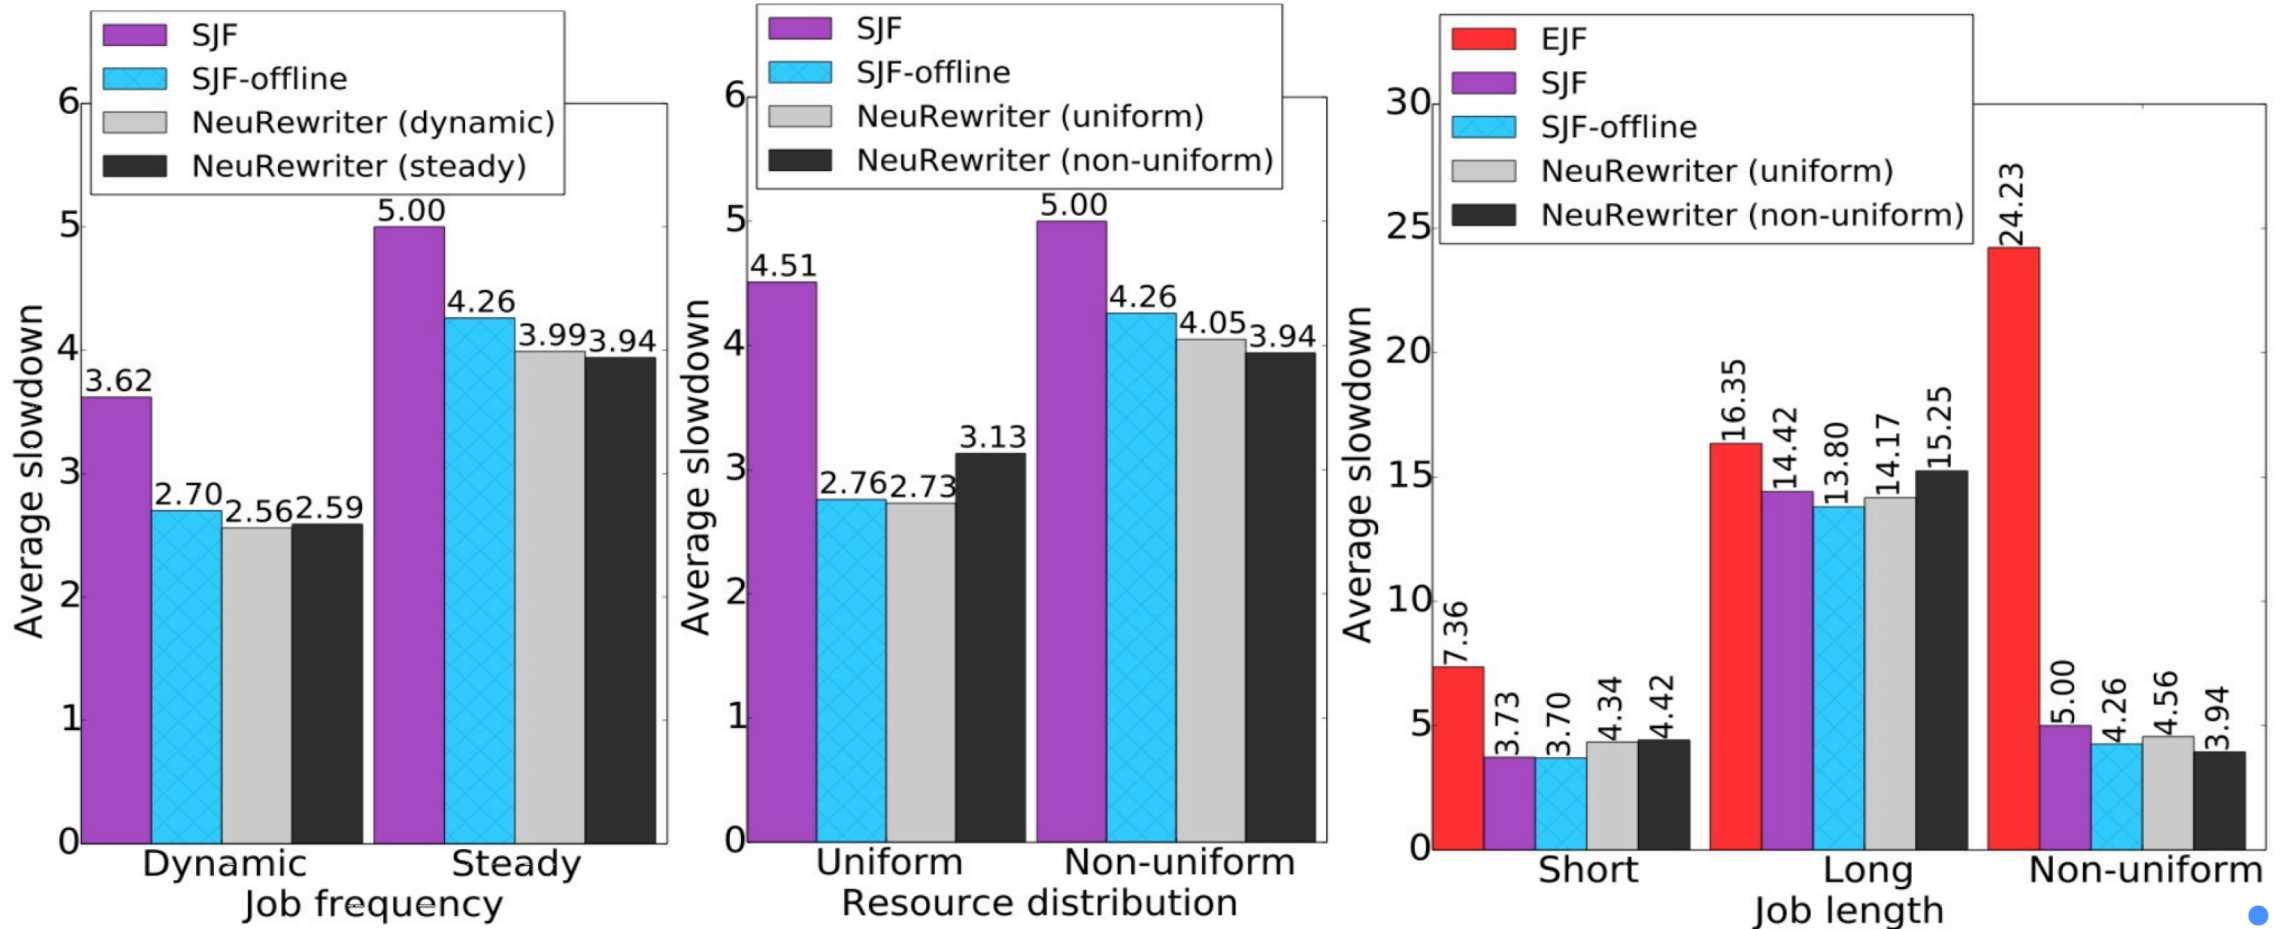 SJF
SJF-offline
NeuRewriter (dynamic)
NeuRewriter (steady)
6
5
4
3
2
1
0
Average slowdown
3.62
2.70
2.56
2.59
5.00
4.26
3.99
3.94
Dynamic
Steady
Job frequency
SJF
SJF-offline
NeuRewriter (uniform)
NeuRewriter (non-uniform)
6
5
4
3
2
1
0
Average slowdown
4.51
2.76
2.73
3.13
5.00
4.26
4.05
3.94
Uniform
Non-uniform
Resource distribution
EJF
SJF
SJF-offline
NeuRewriter (uniform)
NeuRewriter (non-uniform)
30
25
20
15
10
5
0
Average slowdown
7.36
3.73
3.70
4.34
4.42
16.35
14.42
13.80
14.17
15.25
24.23
5.00
4.26
4.56
3.94
Short
Long
Non-uniform
Job length